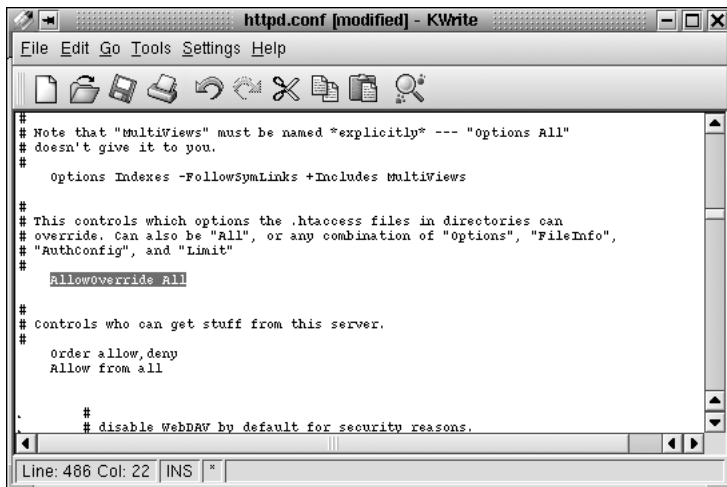 httpd.conf [modified] - KWrite
File Edit Go Tools Settings Help
#
# Note that "MultiViews" must be named *explicitly* --- "Options All"
# doesn't give it to you.
#
Options Indexes -FollowSymLinks +Includes MultiViews
#
# This controls which options the .htaccess files in directories can
# override. Can also be "All", or any combination of "Options", "FileInfo",
# "AuthConfig", and "Limit"
#
AllowOverride All
#
# Controls who can get stuff from this server.
#
Order allow,deny
Allow from all
#
# disable WebDAV by default for security reasons.
Line: 486 Col: 22 INS *